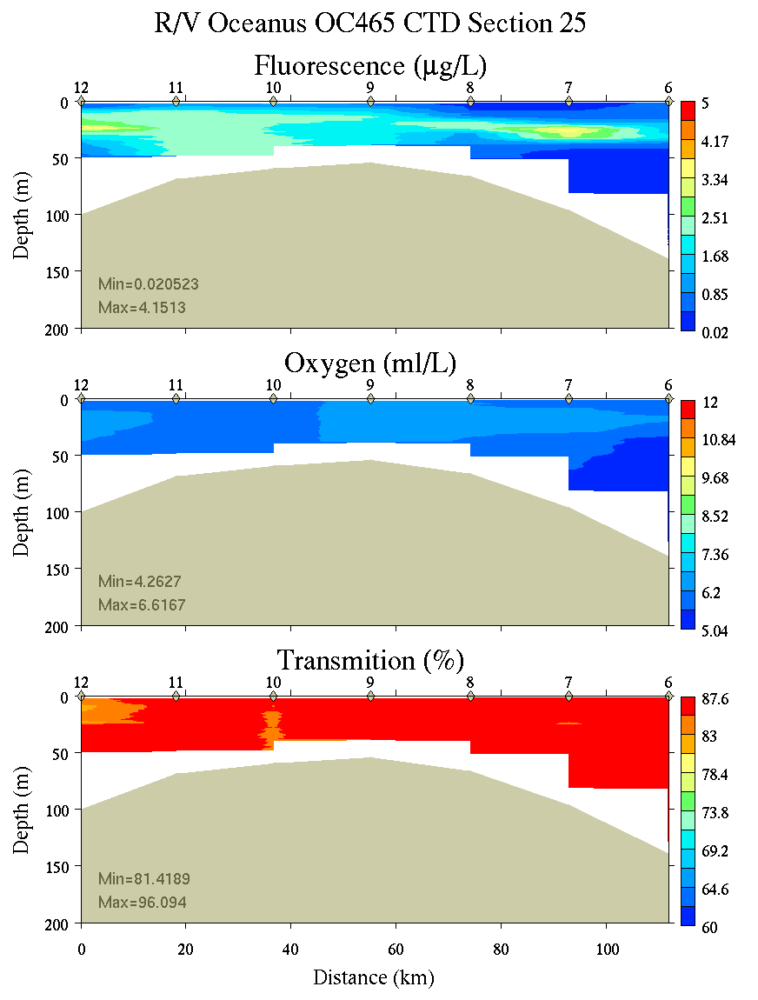 R/V Oceanus OC465 CTD Section 25
Fluorescence (µg/L)
12 11 10 9 8 7 6
0
50
100
150
200
Depth (m)
Min=0.020523
Max=4.1513
5
4.17
3.34
2.51
1.68
0.85
0.02
Oxygen (ml/L)
12 11 10 9 8 7 6
0
50
100
150
200
Depth (m)
Min=4.2627
Max=6.6167
12
10.84
9.68
8.52
7.36
6.2
5.04
Transmition (%)
12 11 10 9 8 7 6
0
50
100
150
200
Depth (m)
Min=81.4189
Max=96.094
87.6
83
78.4
73.8
69.2
64.6
60
0 20 40 60 80 100
Distance (km)